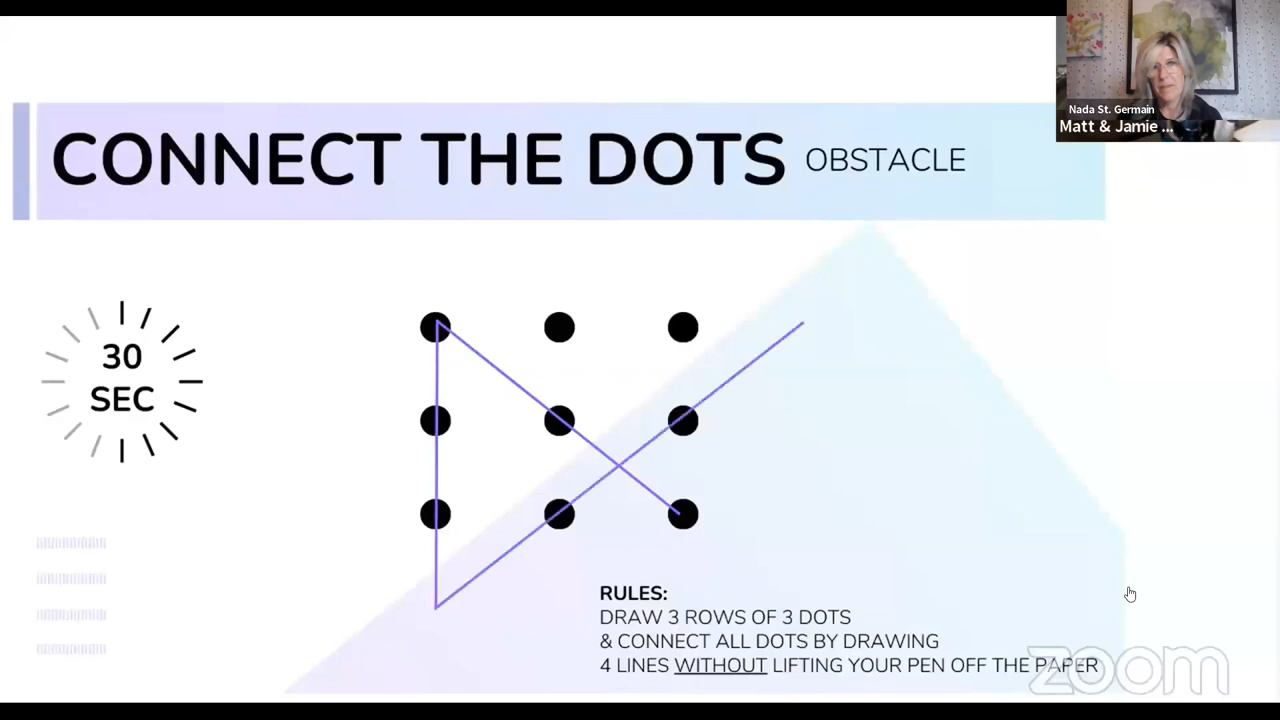 Nada St. Germain
Matt & Jamie ...
CONNECT THE DOTS OBSTACLE
30
SEC
RULES:
DRAW 3 ROWS OF 3 DOTS
& CONNECT ALL DOTS BY DRAWING
4 LINES WITHOUT LIFTING YOUR PEN OFF THE PAPER
zoom